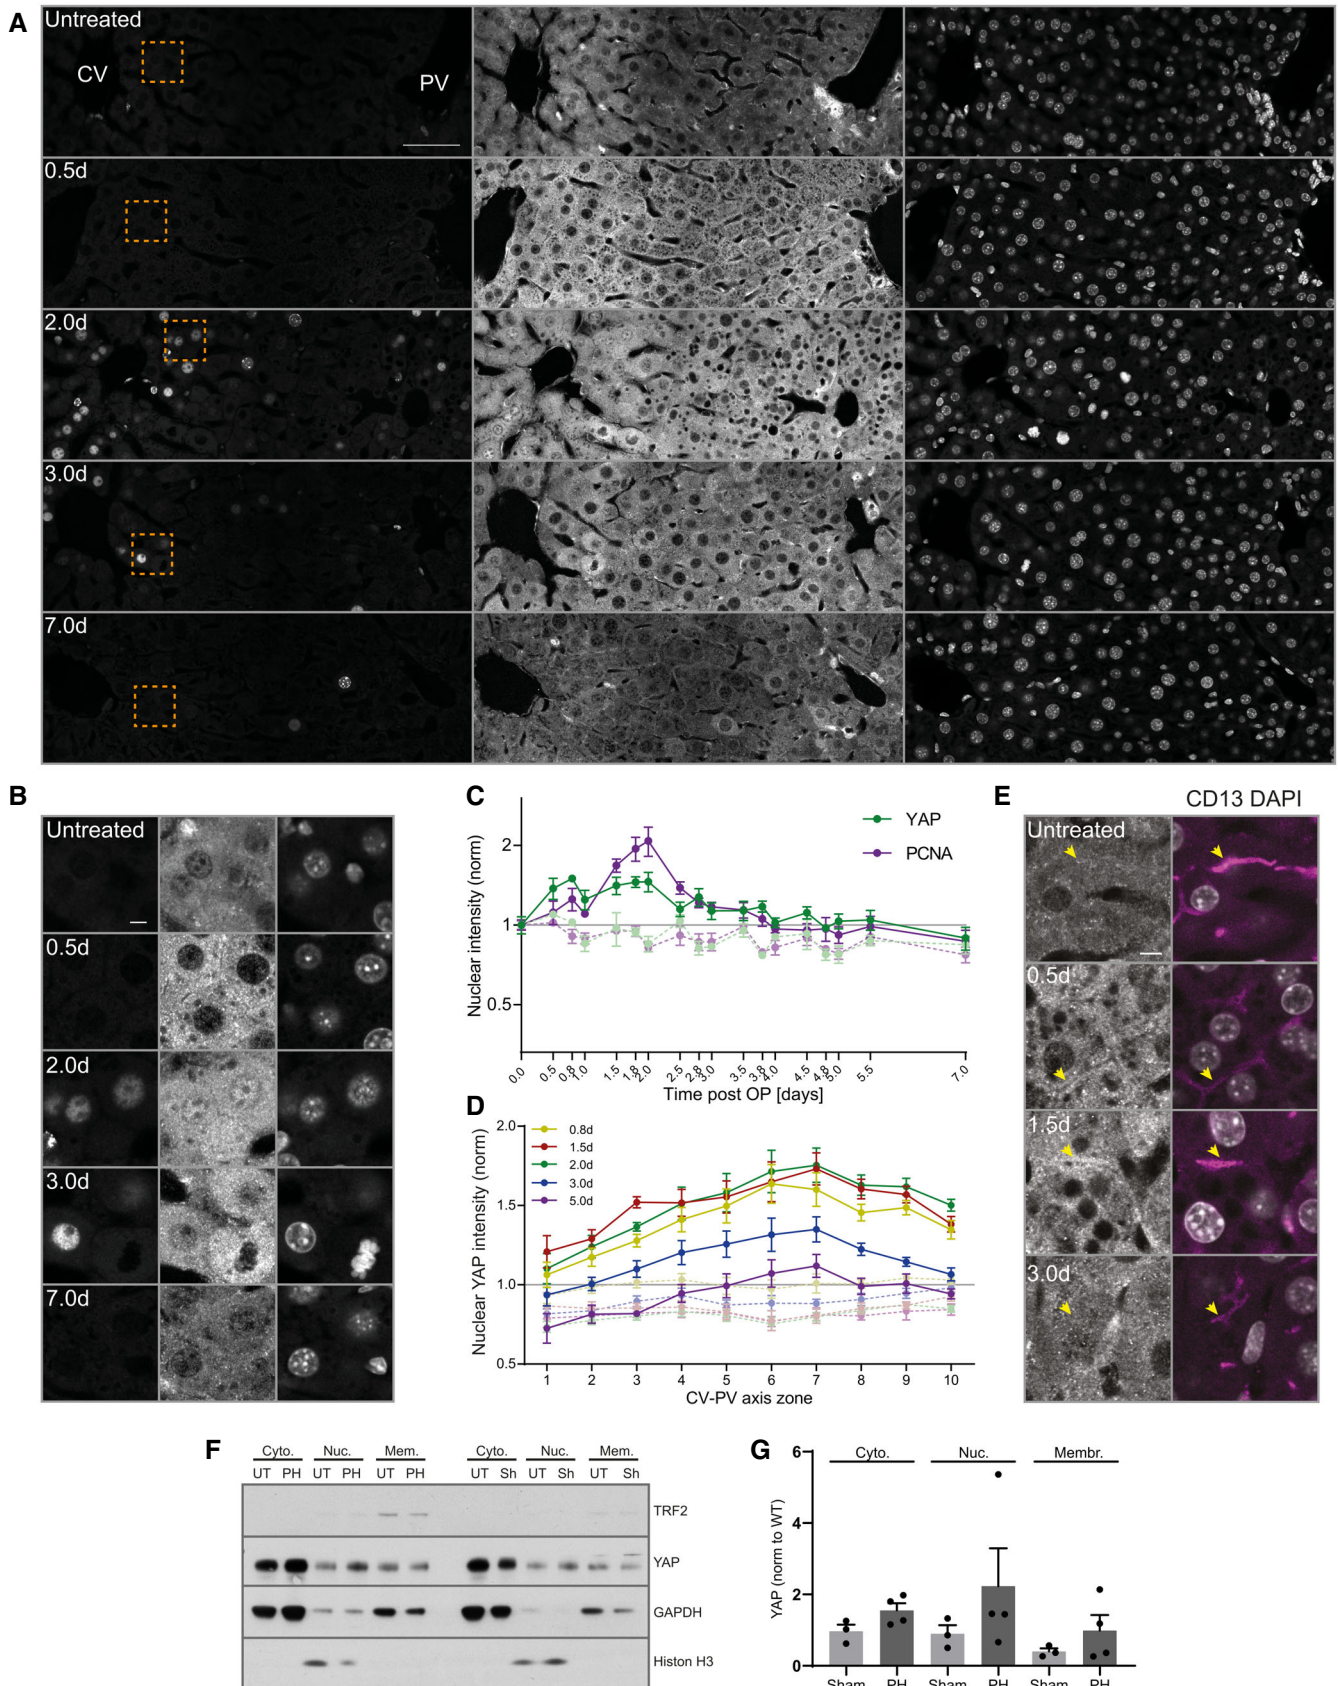 A
Untreated
CV
PV
0.5d
2.0d
3.0d
7.0d
B
Untreated
0.5d
2.0d
3.0d
7.0d
C
Nuclear intensity (norm)
2
1
0.5
YAP
PCNA
0.0
0.5
0.8
1.0
1.5
1.8
2.0
2.5
2.8
3.0
3.5
3.8
4.0
4.5
4.8
5.0
5.5
7.0
Time post OP [days]
D
Nuclear YAP intensity (norm)
2.0
1.5
1.0
0.5
0.8d
1.5d
2.0d
3.0d
5.0d
1 2 3 4 5 6 7 8 9 10
CV-PV axis zone
E
CD13 DAPI
Untreated
0.5d
1.5d
3.0d
F
Cyto. Nuc. Mem. Cyto. Nuc. Mem.
UT PH UT PH UT PH UT Sh UT Sh UT Sh
TRF2
YAP
GAPDH
Histon H3
G
YAP (norm to WT)
6
4
2
0
Cyto. Nuc. Membr.
Sham PH Sham PH Sham PH